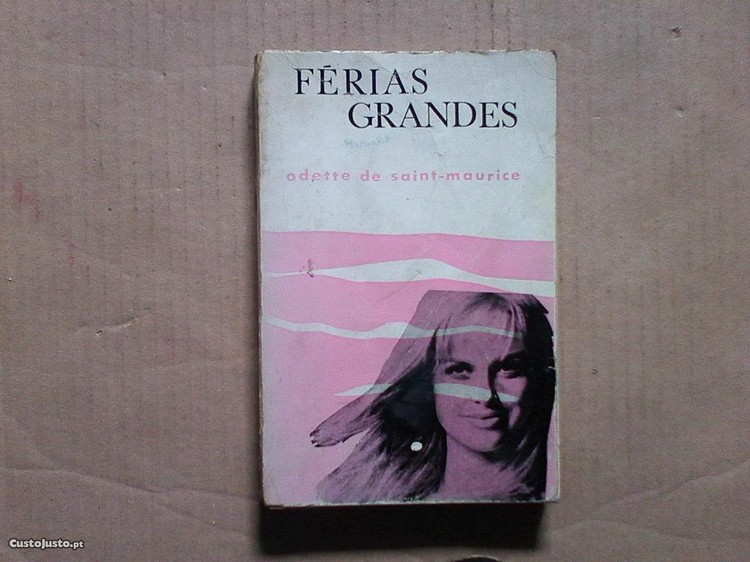 FÉRIAS
GRANDES
odette de saint-maurice
CustoJusto.pt